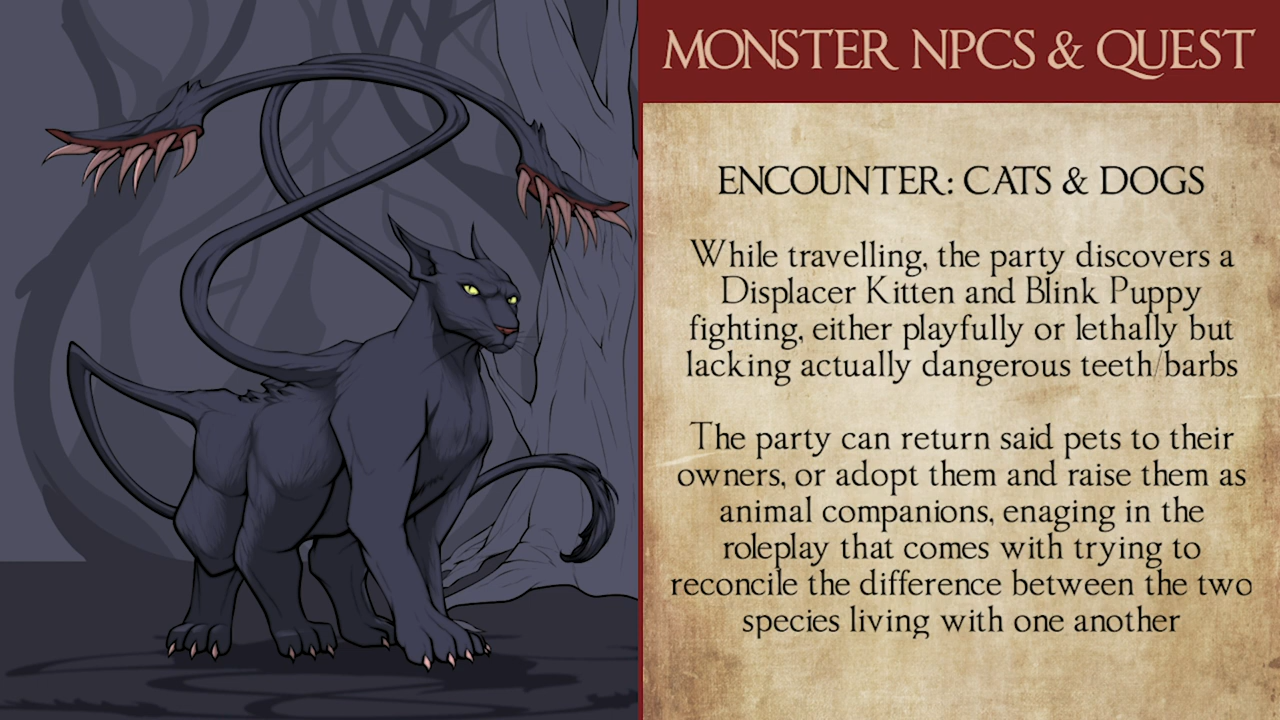 MONSTER NPCS & QUEST
ENCOUNTER: CATS & DOGS
While travelling, the party discovers a
Displacer Kitten and Blink Puppy
fighting, either playfully or lethally but
lacking actually dangerous teeth/barbs
The party can return said pets to their
owners, or adopt them and raise them as
animal companions, enaging in the
roleplay that comes with trying to
reconcile the difference between the two
species living with one another